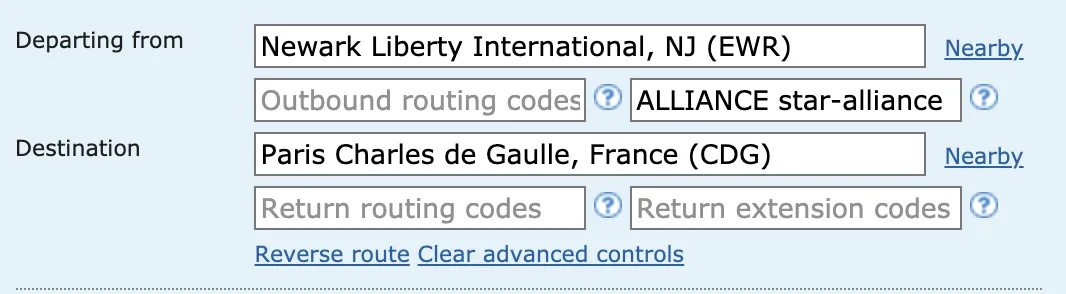 Departing from Newark Liberty International, NJ (EWR) Nearby
Outbound routing codes ? ALLIANCE star-alliance ?
Destination Paris Charles de Gaulle, France (CDG) Nearby
Return routing codes ? Return extension codes ?
Reverse route Clear advanced controls